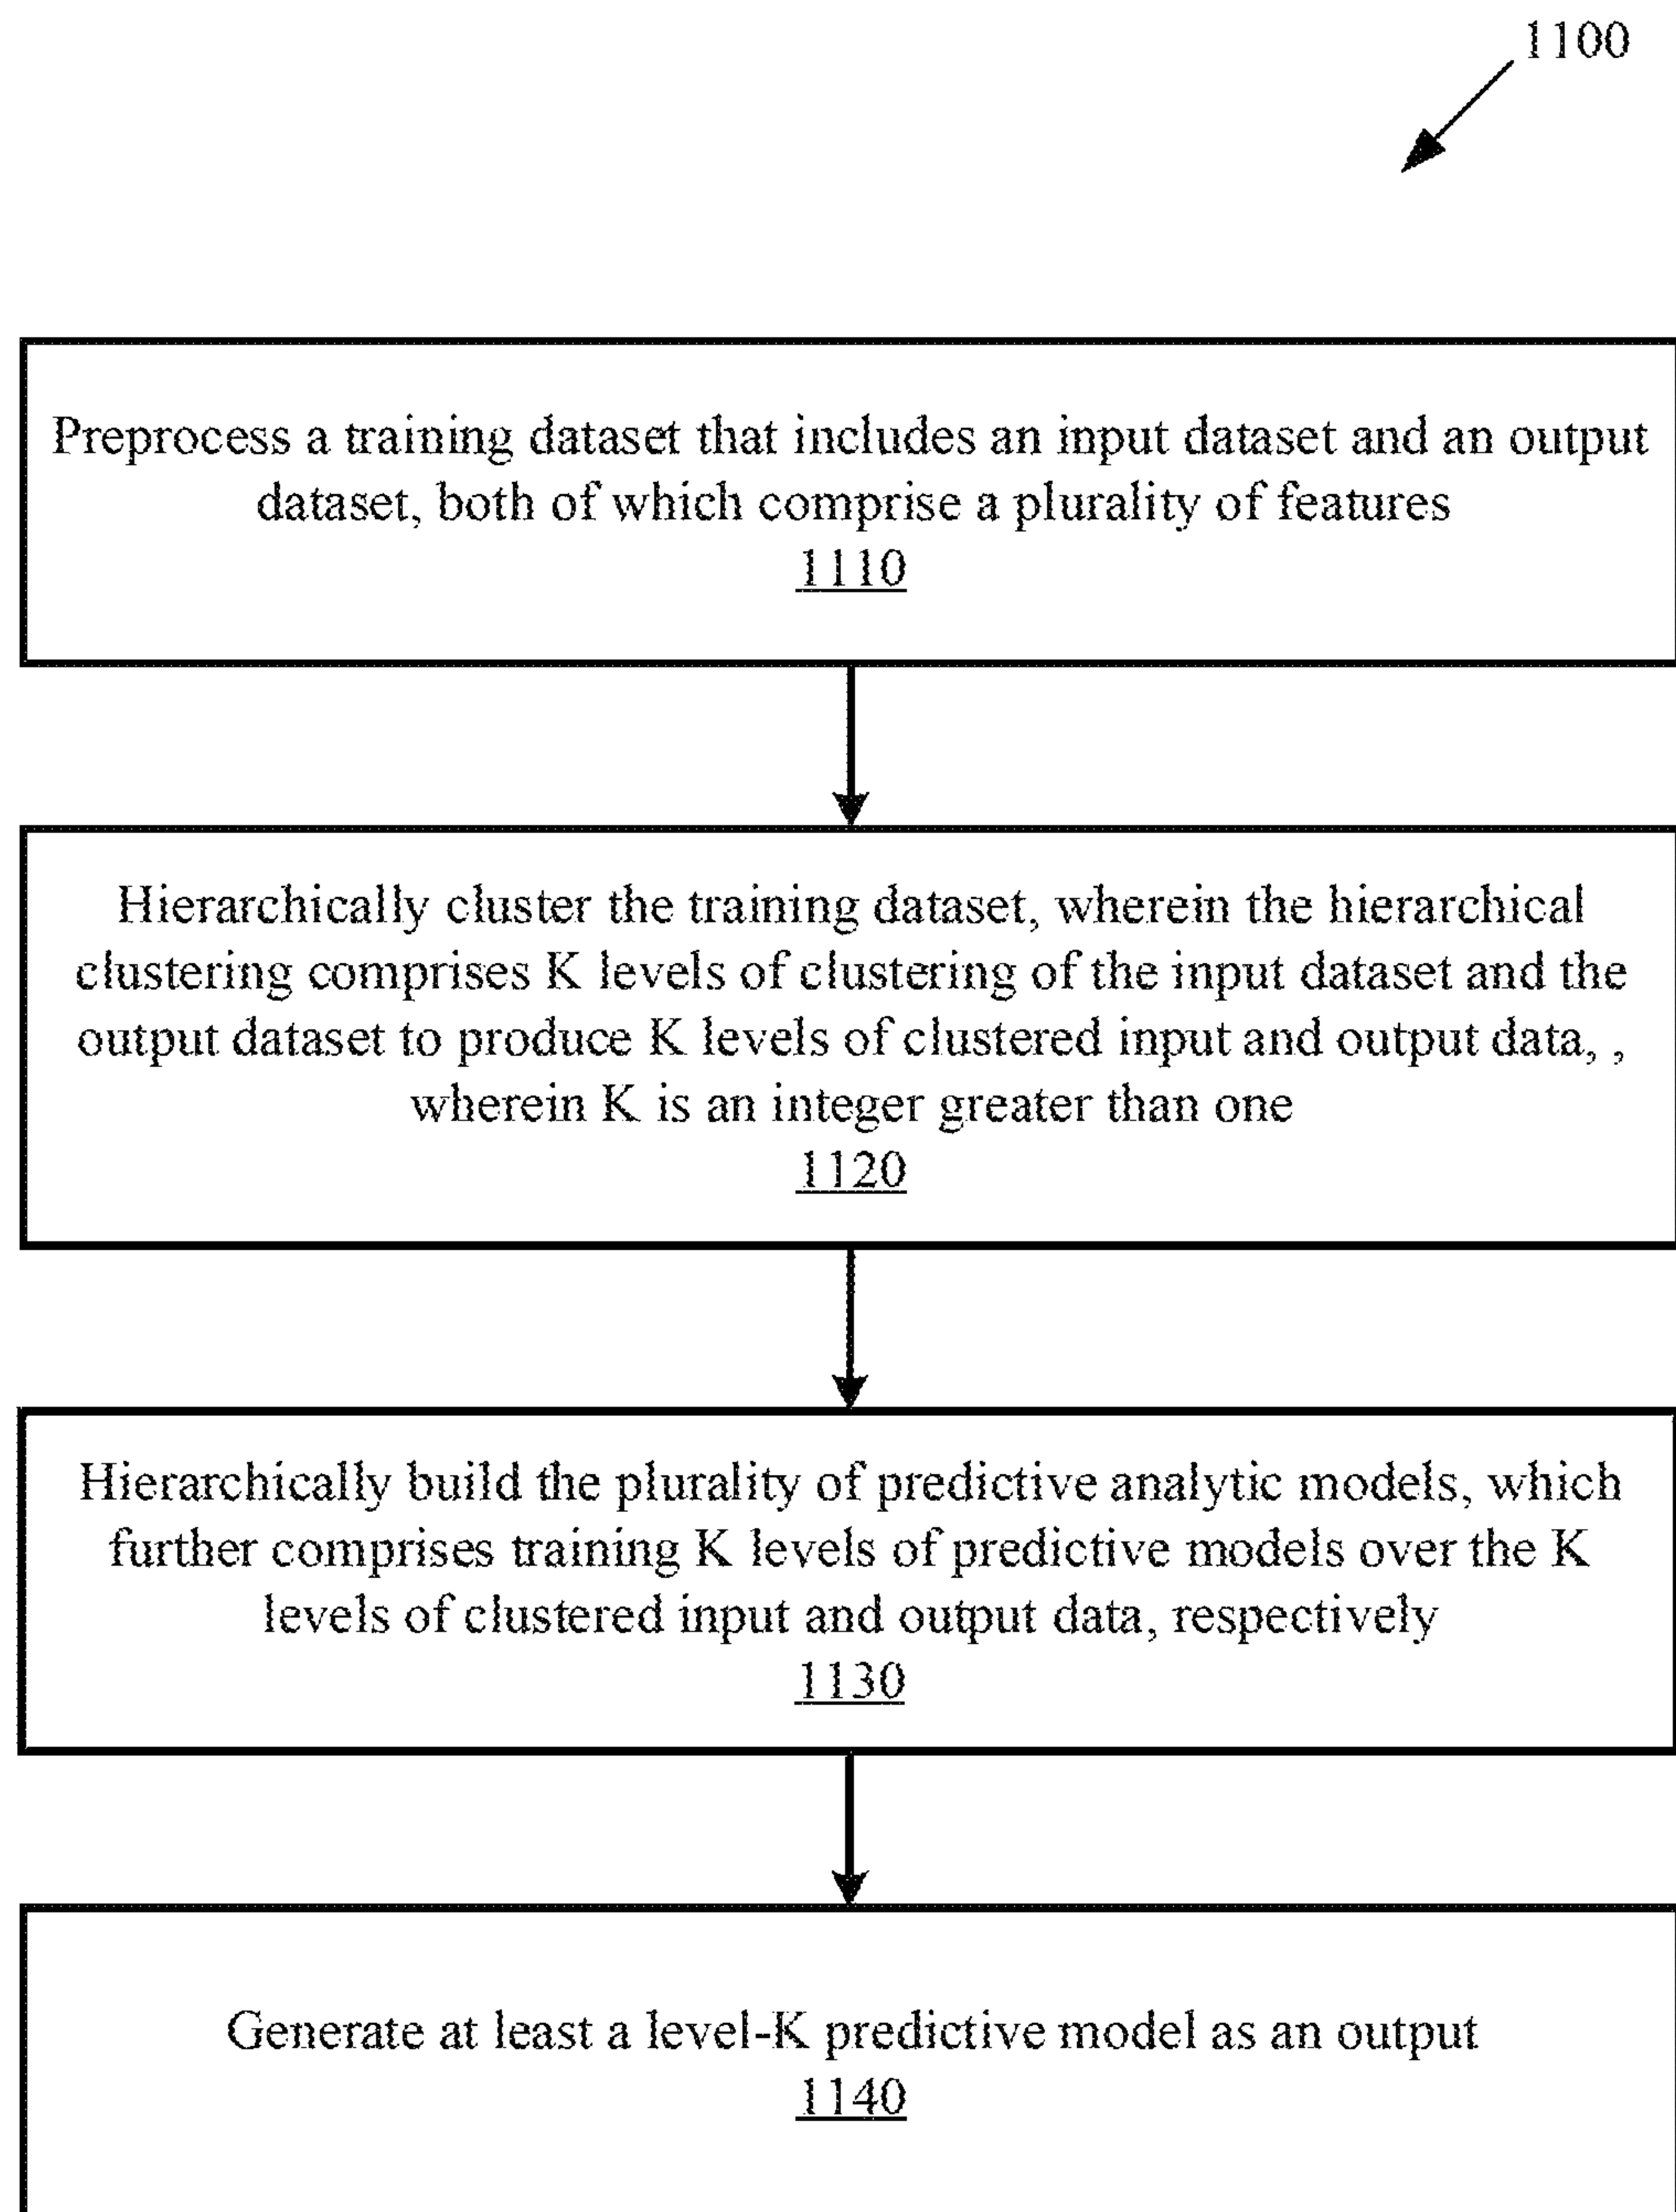 1100
Preprocess a training dataset that includes an input dataset and an output
dataset, both of which comprise a plurality of features
1110
Hierarchically cluster the training dataset, wherein the hierarchical
clustering comprises K levels of clustering of the input dataset and the
output dataset to produce K levels of clustered input and output data, ,
wherein K is an integer greater than one
1120
Hierarchically build the plurality of predictive analytic models, which
further comprises training K levels of predictive models over the K
levels of clustered input and output data, respectively
1130
Generate at least a level-K predictive model as an output
1140